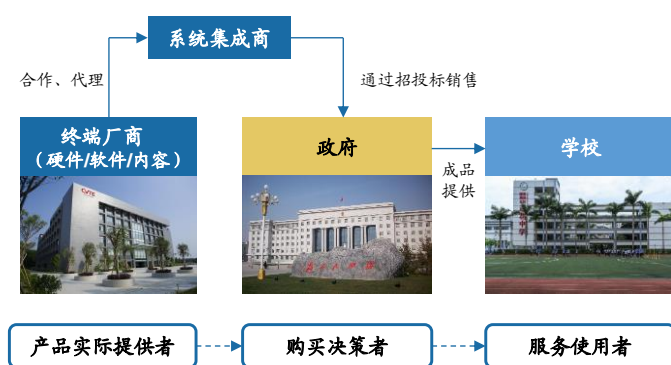 系统集成商
合作、代理
通过招投标销售
终端厂商
（硬件/软件/内容）
政府
成品
提供
学校
产品实际提供者
购买决策者
服务使用者